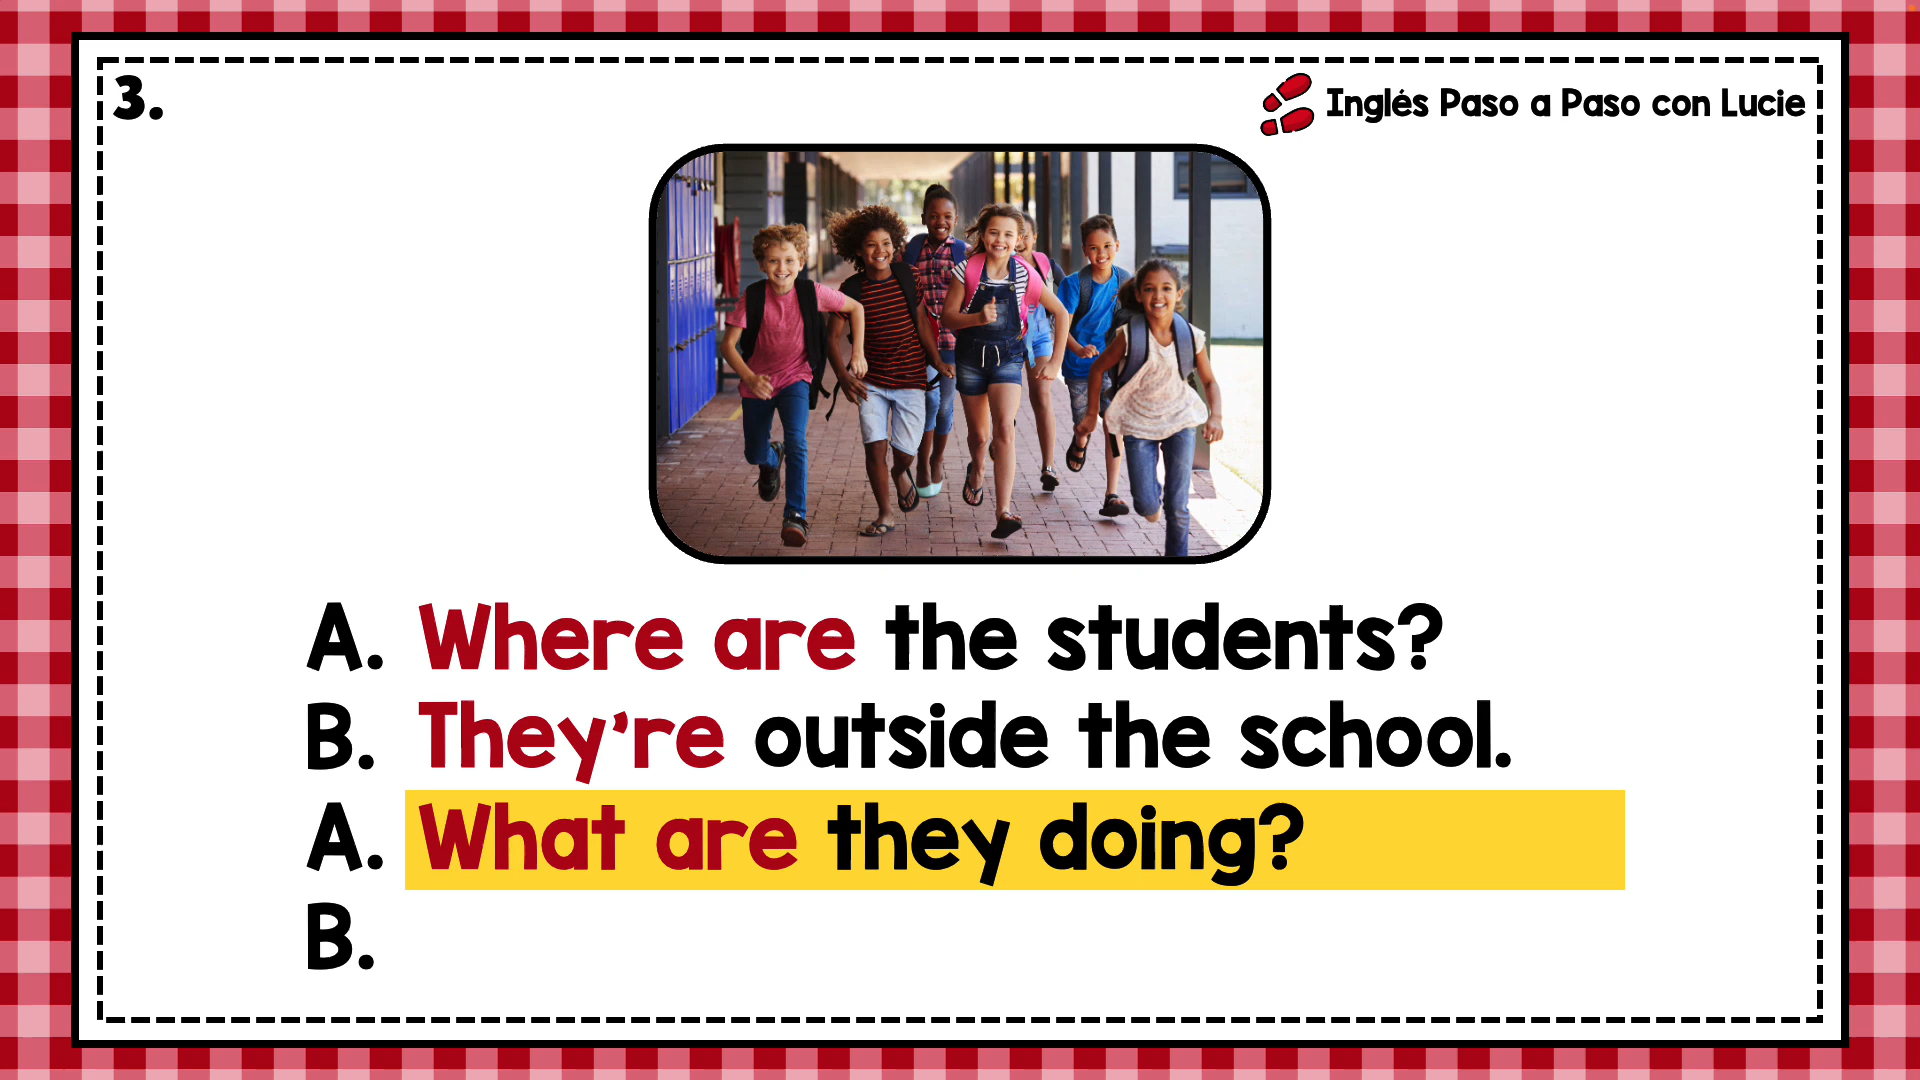 3.
Inglés Paso a Paso con Lucie
A. Where are the students?
B. They're outside the school.
A. What are they doing?
B.